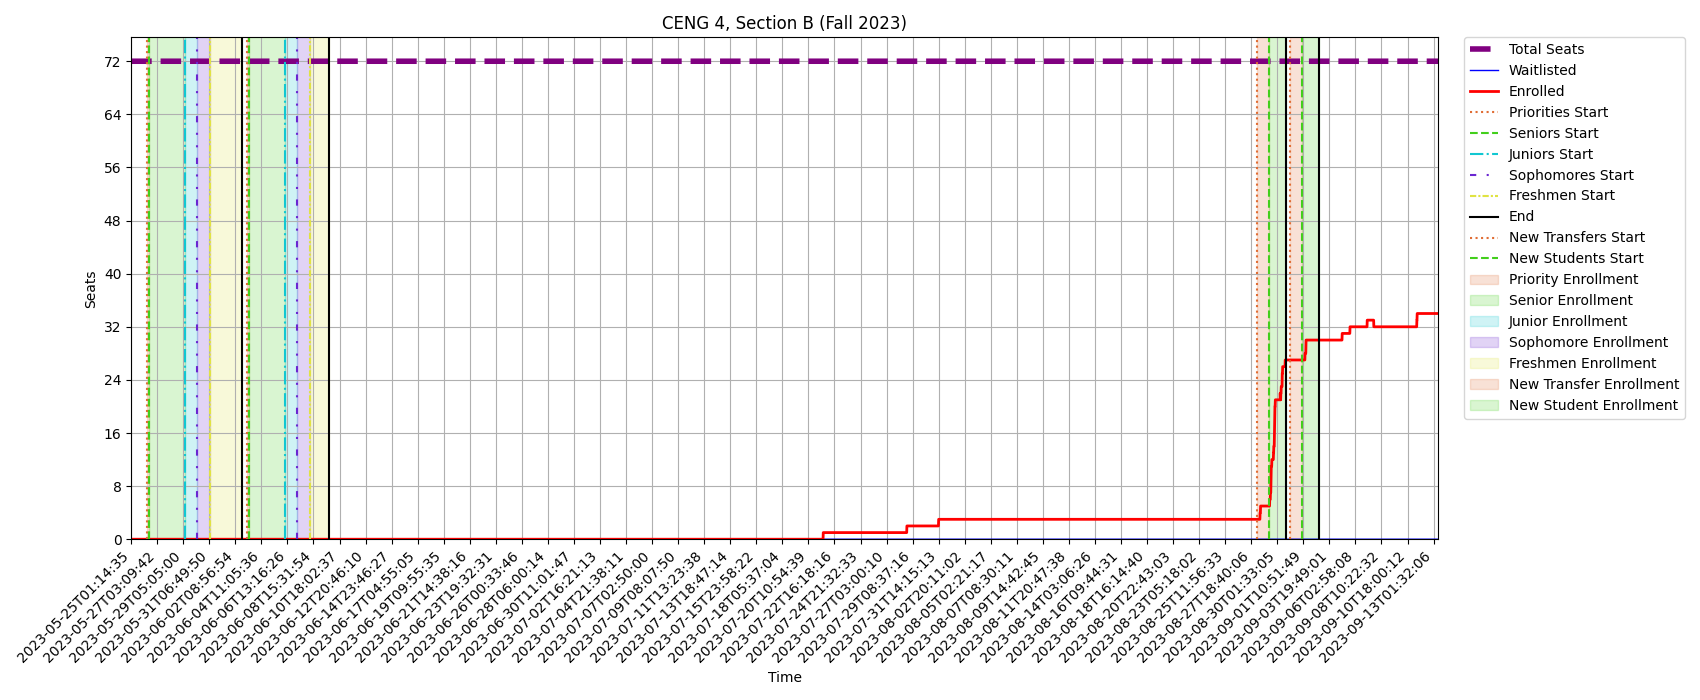 CENG 4, Section B (Fall 2023)
72
64
56
48
40
32
24
16
8
0
Seats
2023-05-25T01:14:35
2023-05-27T03:09:42
2023-05-29T05:05:00
2023-05-31T06:49:50
2023-06-02T08:56:54
2023-06-04T11:05:36
2023-06-06T13:16:26
2023-06-08T15:31:54
2023-06-10T18:02:37
2023-06-12T20:46:10
2023-06-14T23:46:27
2023-06-17T04:55:05
2023-06-19T09:55:35
2023-06-21T14:38:16
2023-06-23T19:32:31
2023-06-26T00:33:46
2023-06-28T06:00:14
2023-06-30T11:01:47
2023-07-02T16:21:13
2023-07-04T21:38:11
2023-07-07T02:50:00
2023-07-09T08:07:50
2023-07-11T13:23:38
2023-07-13T18:47:14
2023-07-15T23:58:22
2023-07-18T05:37:04
2023-07-20T10:54:39
2023-07-22T16:18:16
2023-07-24T21:32:33
2023-07-27T03:00:10
2023-07-29T08:37:16
2023-07-31T14:15:13
2023-08-02T20:11:02
2023-08-05T02:21:17
2023-08-07T08:30:11
2023-08-09T14:42:45
2023-08-11T20:47:38
2023-08-14T03:06:26
2023-08-16T09:44:31
2023-08-18T16:14:40
2023-08-20T22:43:03
2023-08-23T05:18:02
2023-08-25T11:56:33
2023-08-27T18:40:06
2023-08-30T01:33:05
2023-09-01T10:51:49
2023-09-03T19:49:01
2023-09-06T02:58:08
2023-09-08T10:22:32
2023-09-10T18:00:12
2023-09-13T01:32:06
Time
Total Seats
Waitlisted
Enrolled
Priorities Start
Seniors Start
Juniors Start
Sophomores Start
Freshmen Start
End
New Transfers Start
New Students Start
Priority Enrollment
Senior Enrollment
Junior Enrollment
Sophomore Enrollment
Freshmen Enrollment
New Transfer Enrollment
New Student Enrollment